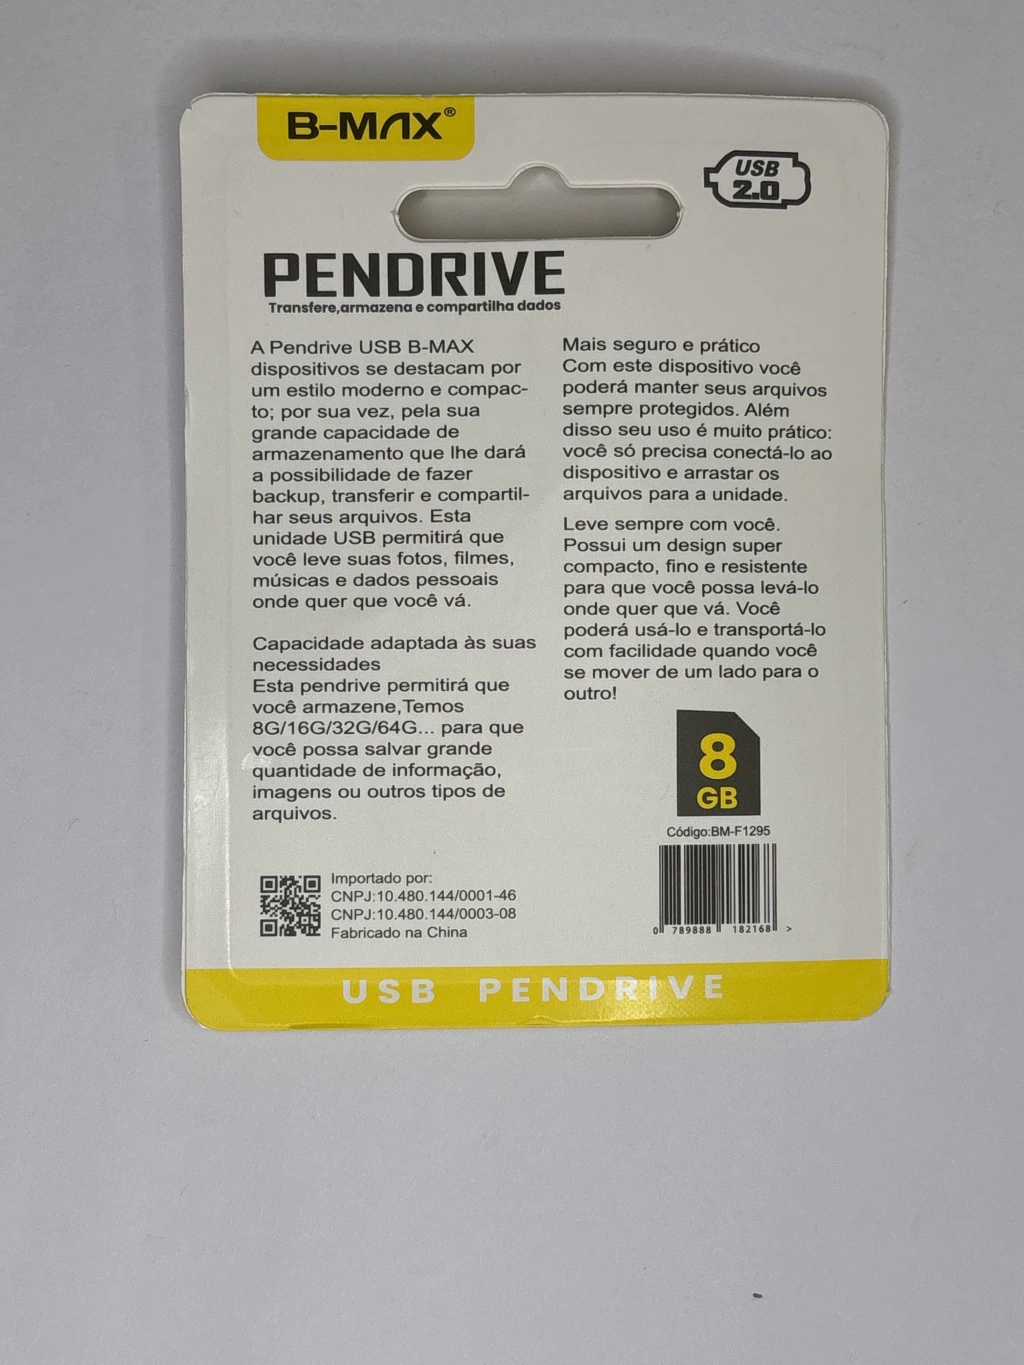 B-MAX®
USB
2.0
PENDRIVE
Transfere,armazena e compartilha dados
A Pendrive USB B-MAX
dispositivos se destacam por
um estilo moderno e compac-
to; por sua vez, pela sua
grande capacidade de
armazenamento que lhe dará
a possibilidade de fazer
backup, transferir e compartil-
har seus arquivos. Esta
unidade USB permitirá que
você leve suas fotos, filmes,
músicas e dados pessoais
onde quer que você vá.
Capacidade adaptada às suas
necessidades
Esta pendrive permitirá que
você armazene,Temos
8G/16G/32G/64G... para que
você possa salvar grande
quantidade de informação,
imagens ou outros tipos de
arquivos.
Mais seguro e prático
Com este dispositivo você
poderá manter seus arquivos
sempre protegidos. Além
disso seu uso é muito prático:
você só precisa conectá-lo ao
dispositivo e arrastar os
arquivos para a unidade.
Leve sempre com você.
Possui um design super
compacto, fino e resistente
para que você possa levá-lo
onde quer que vá. Você
poderá usá-lo e transportá-lo
com facilidade quando você
se mover de um lado para o
outro!
8
GB
Código:BM-F1295
0 789888 182168 >
Importado por:
CNPJ:10.480.144/0001-46
CNPJ:10.480.144/0003-08
Fabricado na China
USB PENDRIVE